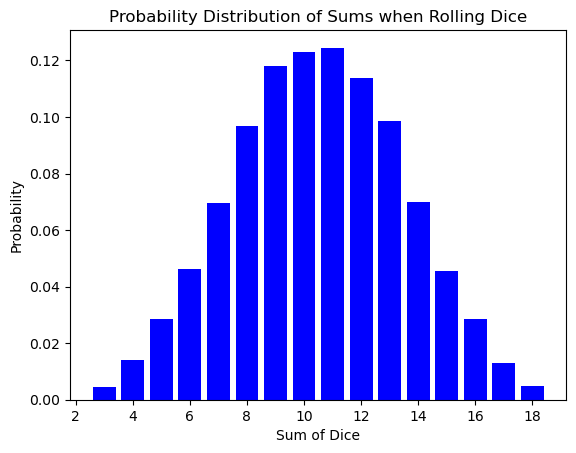 Probability Distribution of Sums when Rolling Dice
0.12
0.10
0.08
0.06
0.04
0.02
0.00
Probability
2 4 6 8 10 12 14 16 18
Sum of Dice